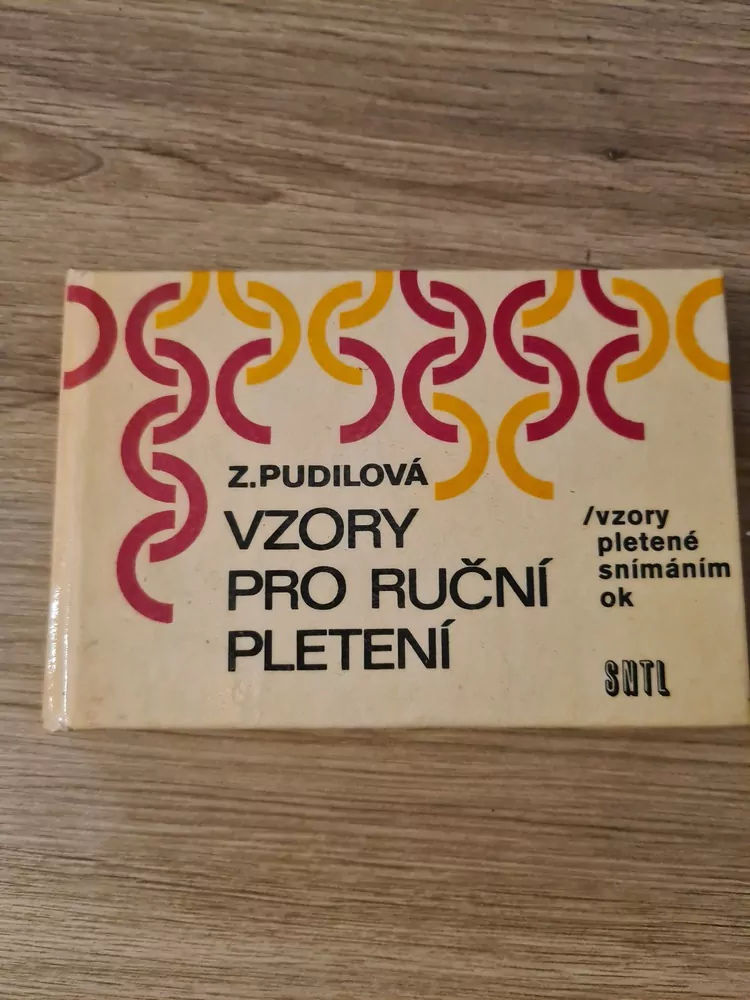 Z.PUDILOVÁ
VZORY
PRO RUČNÍ
PLETENÍ
/vzory
pletené
snímáním
ok
SNTL